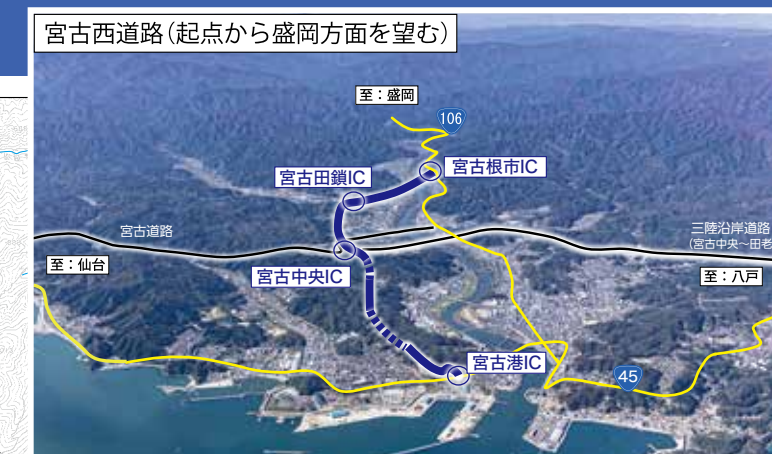 宮古西道路(起点から盛岡方面を望む)
至：盛岡
106
宮古田鎖IC
宮古根市IC
宮古道路
三陸沿岸道路
(宮古中央〜田老
至：仙台
宮古中央IC
至：八戸
宮古港IC
45